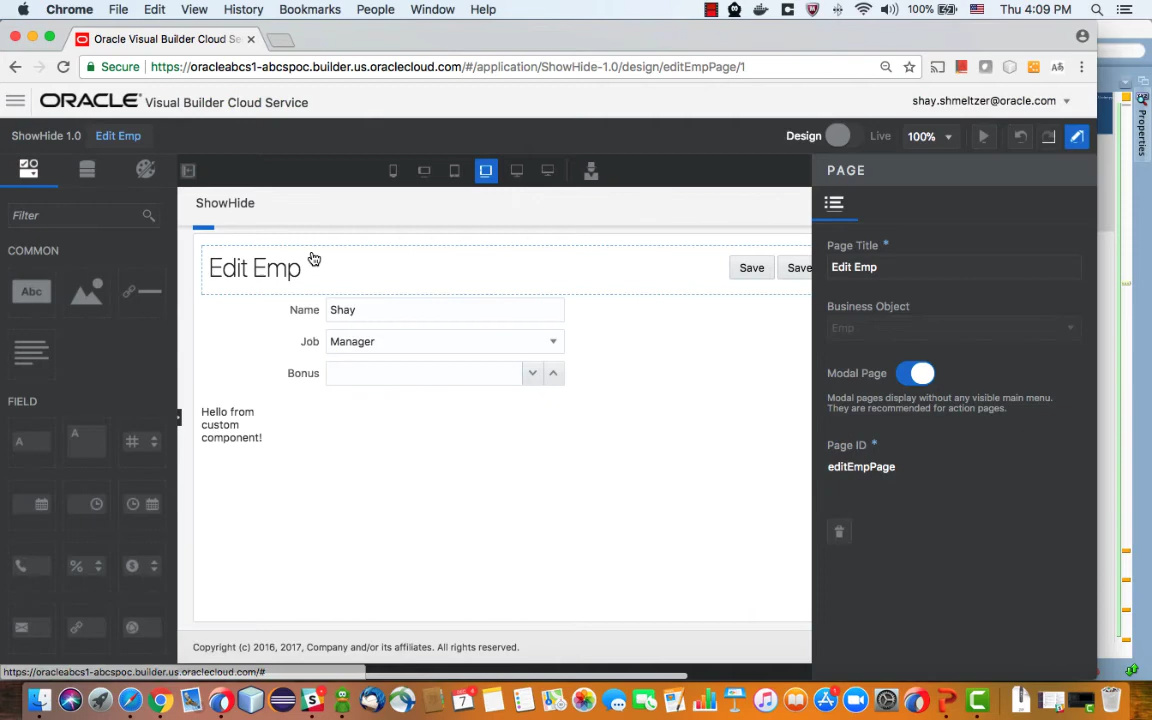 Chrome File Edit View History Bookmarks People Window Help 100% Thu 4:09 PM
Oracle Visual Builder Cloud Se
Secure https://oracleabcs1-abcspoc.builder.us.oraclecloud.com/#/application/ShowHide-1.0/design/editEmpPage/1
ORACLE Visual Builder Cloud Service shay.shmeltzer@oracle.com
ShowHide 1.0 Edit Emp Design Live 100%
PAGE
Properties
Filter
ShowHide
COMMON
Abc
Page Title *
Edit Emp
Edit Emp Save Save
Business Object
Emp
Name Shay
Job Manager
Bonus
Modal Page
Modal pages display without any visible main menu.
They are recommended for action pages.
FIELD
A A #
Hello from
custom
component!
Page ID *
editEmpPage
% $
Copyright (c) 2016, 2017, Company and/or its affiliates. All rights reserved.
https://oracleabcs1-abcspoc.builder.us.oraclecloud.com/#
7